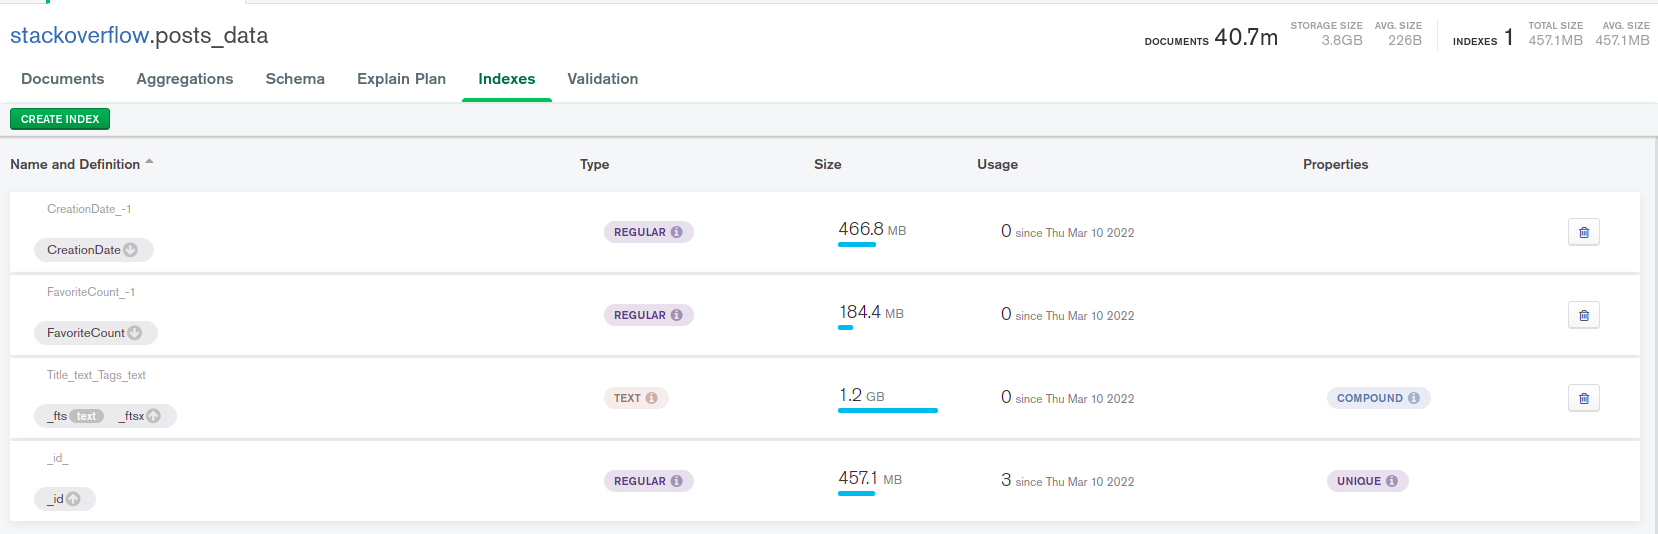 stackoverflow.posts_data
DOCUMENTS 40.7m STORAGE SIZE 3.8GB AVG. SIZE 226B INDEXES 1 TOTAL SIZE 457.1MB AVG. SIZE 457.1MB
Documents Aggregations Schema Explain Plan Indexes Validation
CREATE INDEX
Name and Definition Type Size Usage Properties
CreationDate_-1
CreationDate REGULAR 466.8 MB 0 since Thu Mar 10 2022
FavoriteCount_-1
FavoriteCount REGULAR 184.4 MB 0 since Thu Mar 10 2022
Title_text_Tags_text
_fts text _ftsx TEXT 1.2 GB 0 since Thu Mar 10 2022 COMPOUND
_id_
_id REGULAR 457.1 MB 3 since Thu Mar 10 2022 UNIQUE